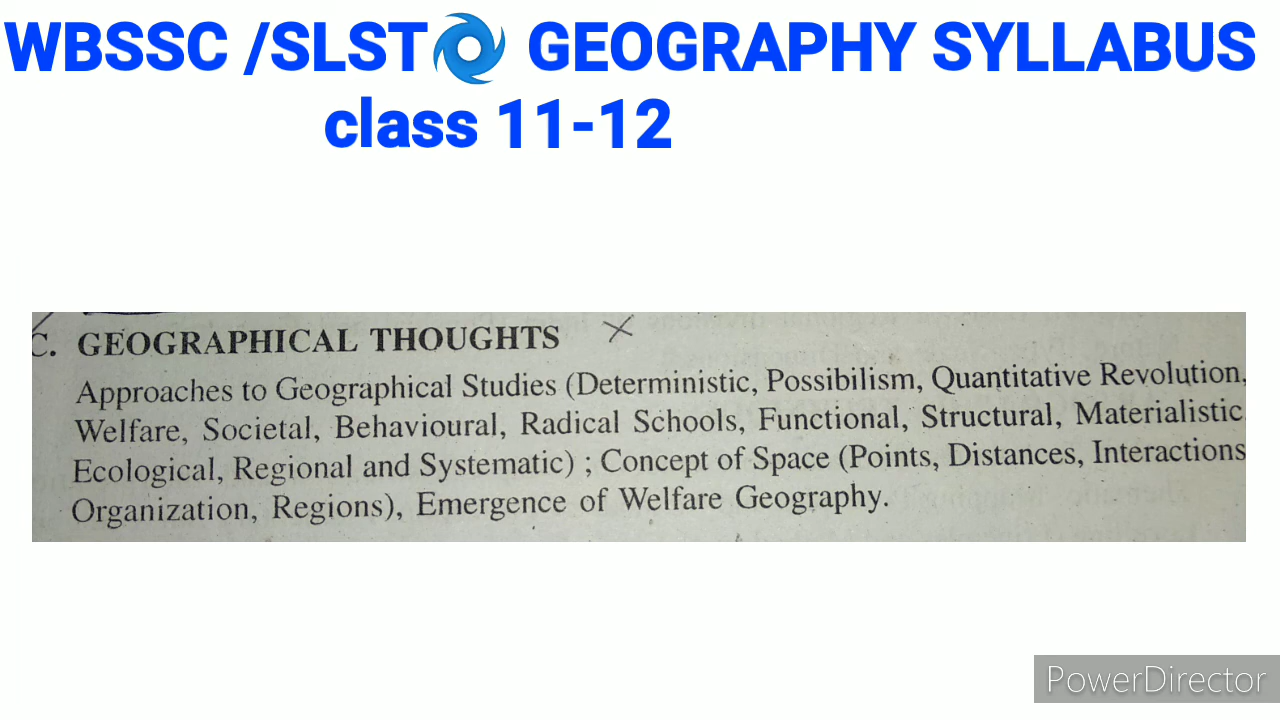 WBSSC /SLST🌀 GEOGRAPHY SYLLABUS
class 11-12
C. GEOGRAPHICAL THOUGHTS X
Approaches to Geographical Studies (Deterministic, Possibilism, Quantitative Revolution,
Welfare, Societal, Behavioural, Radical Schools, Functional, Structural, Materialistic
Ecological, Regional and Systematic) ; Concept of Space (Points, Distances, Interactions
Organization, Regions), Emergence of Welfare Geography.
PowerDirector